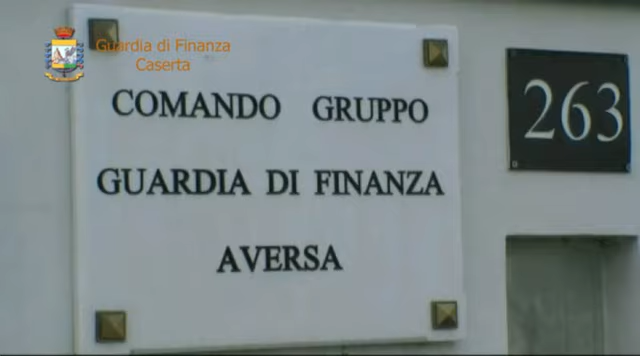 Guardia di Finanza
Caserta
COMANDO GRUPPO
GUARDIA DI FINANZA
AVERSA
263